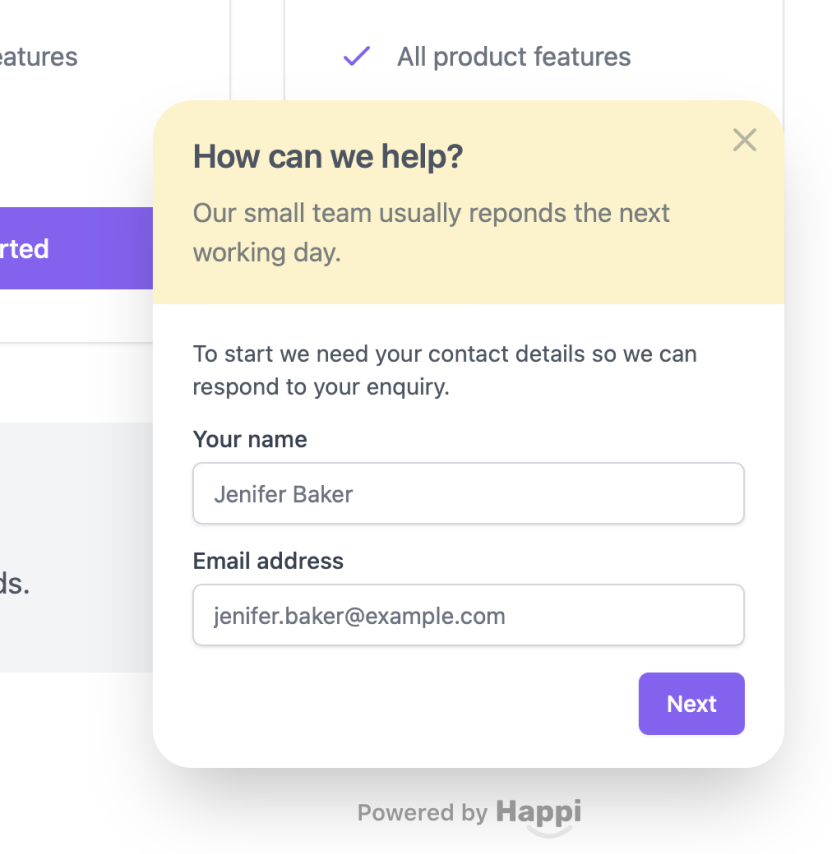 eatures
All product features
How can we help?
Our small team usually reponds the next
working day.
rted
To start we need your contact details so we can
respond to your enquiry.
Your name
Jenifer Baker
Email address
jenifer.baker@example.com
ds.
Next
Powered by Happi